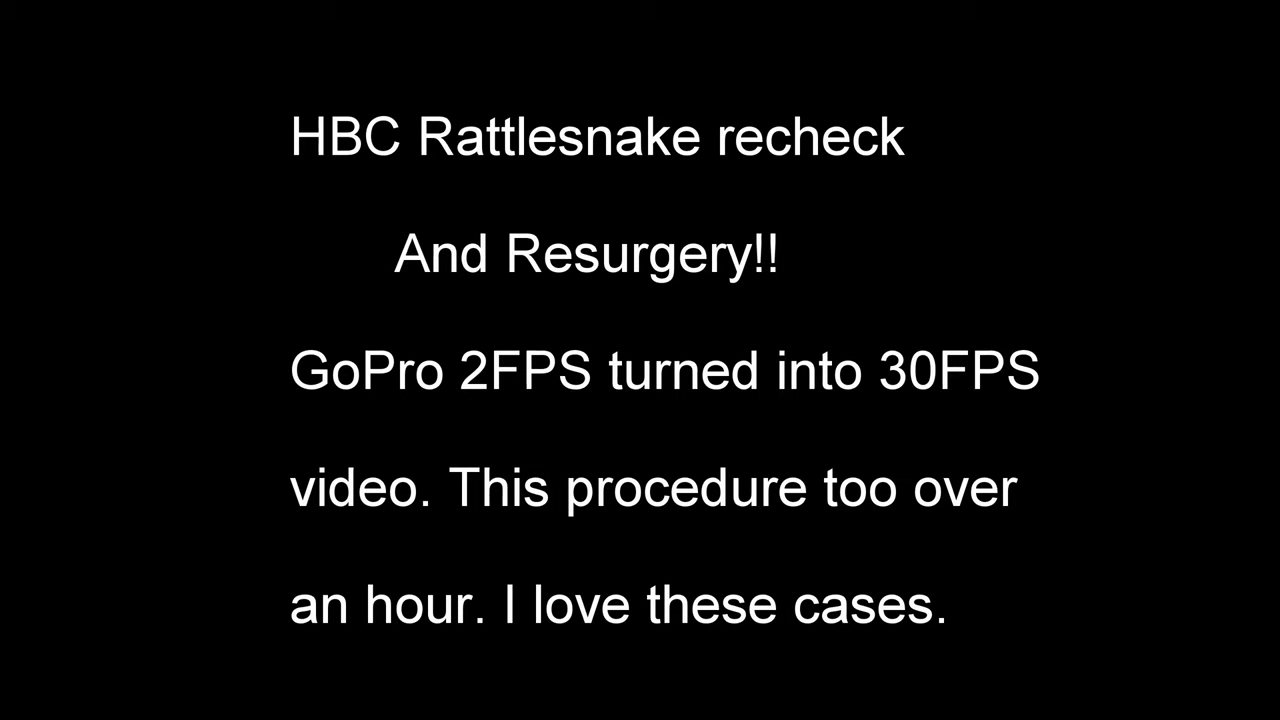 HBC Rattlesnake recheck
And Resurgery!!
GoPro 2FPS turned into 30FPS
video. This procedure too over
an hour. I love these cases.